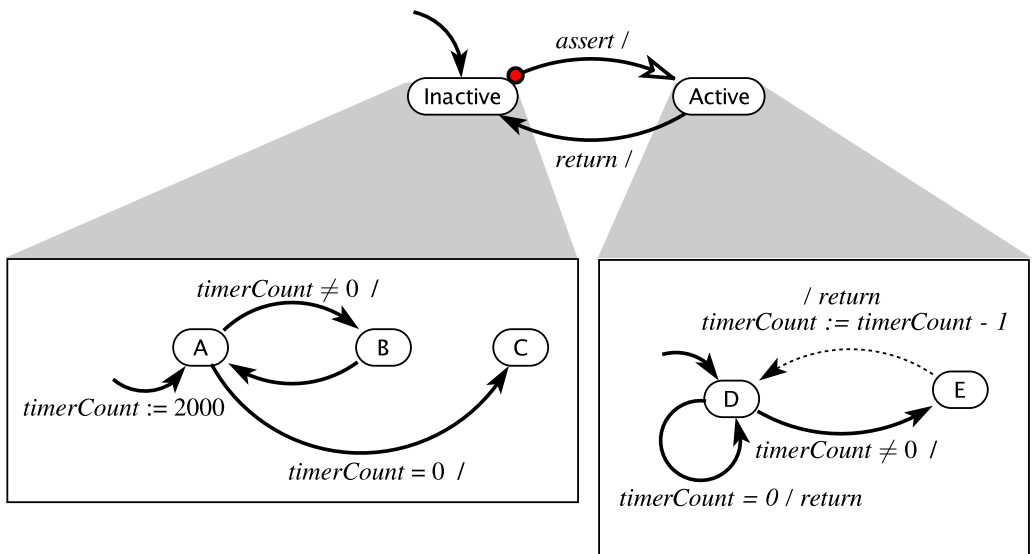 assert /
Inactive
Active
return /
timerCount ≠ 0 /
A
B
C
timerCount := 2000
timerCount = 0 /
/ return
timerCount := timerCount - 1
D
E
timerCount ≠ 0 /
timerCount = 0 / return